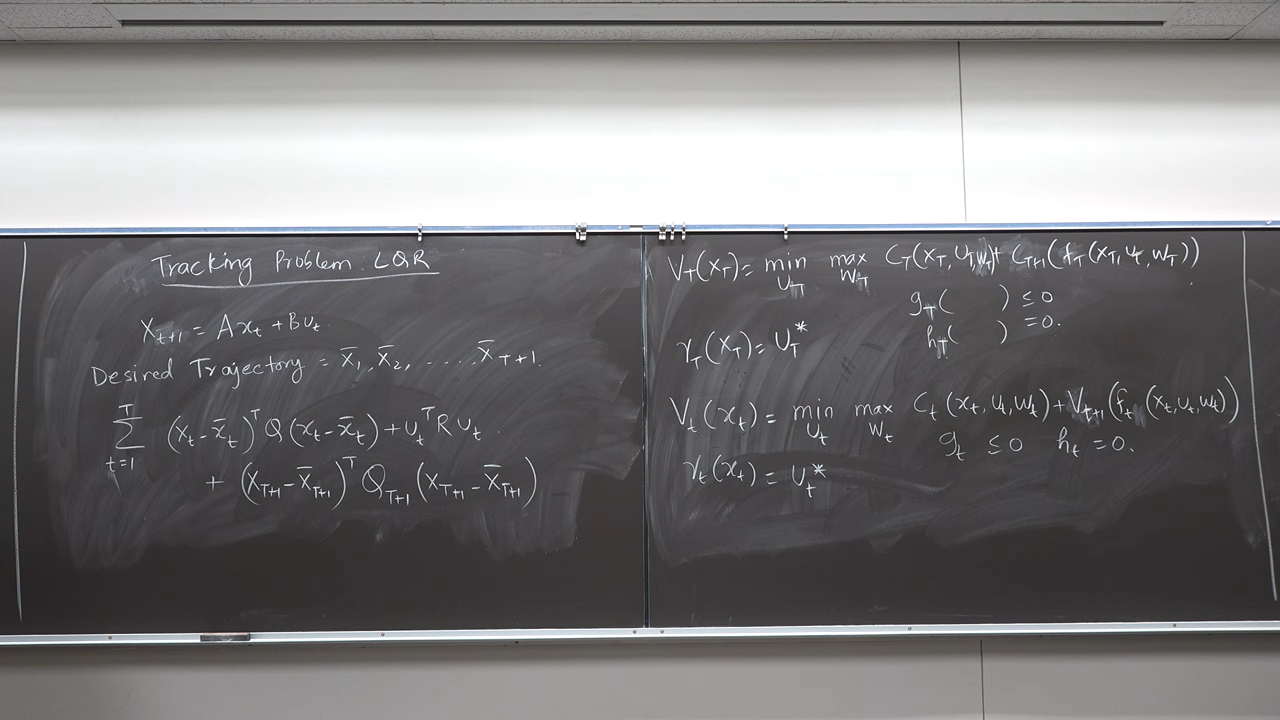 Tracking Problem. LQR
X_{t+1} = A x_t + B u_t.
Desired Trajectory = x̄_1, x̄_2, ..... x̄_{T+1}.
∑_{t=1}^{T} (x_t - x̄_t)^T Q (x_t - x̄_t) + u_t^T R u_t.
+ (x_{T+1} - x̄_{T+1})^T Q_{T+1} (x_{T+1} - x̄_{T+1})
V_T(x_T) = min_{U_T} max_{W_T} C_T(x_T, U_T, W_T) + C_{T+1}(f_T(x_T, u_t, w_T))
g_T( ) ≤ 0
h_T( ) = 0.
γ_T(x_T) = U_T^*
V_t(x_t) = min_{U_t} max_{W_t} C_t(x_t, u_t, w_t) + V_{t+1}(f_t(x_t, u_t, w_t))
g_t ≤ 0 h_t = 0.
γ_t(x_t) = U_t^*